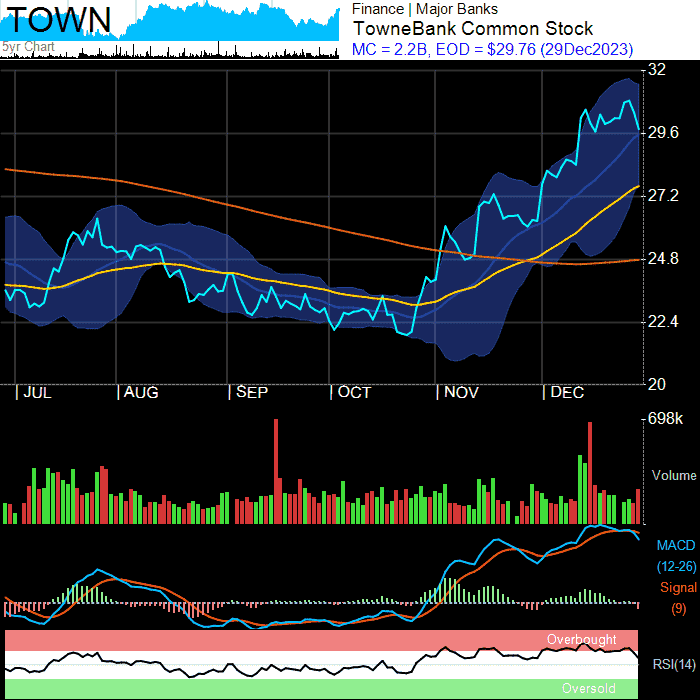 TOWN
5yr Chart
Finance | Major Banks
TowneBank Common Stock
MC = 2.2B, EOD = $29.76 (29Dec2023)
32
29.6
27.2
24.8
22.4
20
| JUL | AUG | SEP | OCT | NOV | DEC
698k
Volume
MACD
(12-26)
Signal
(9)
Overbought
RSI(14)
Oversold